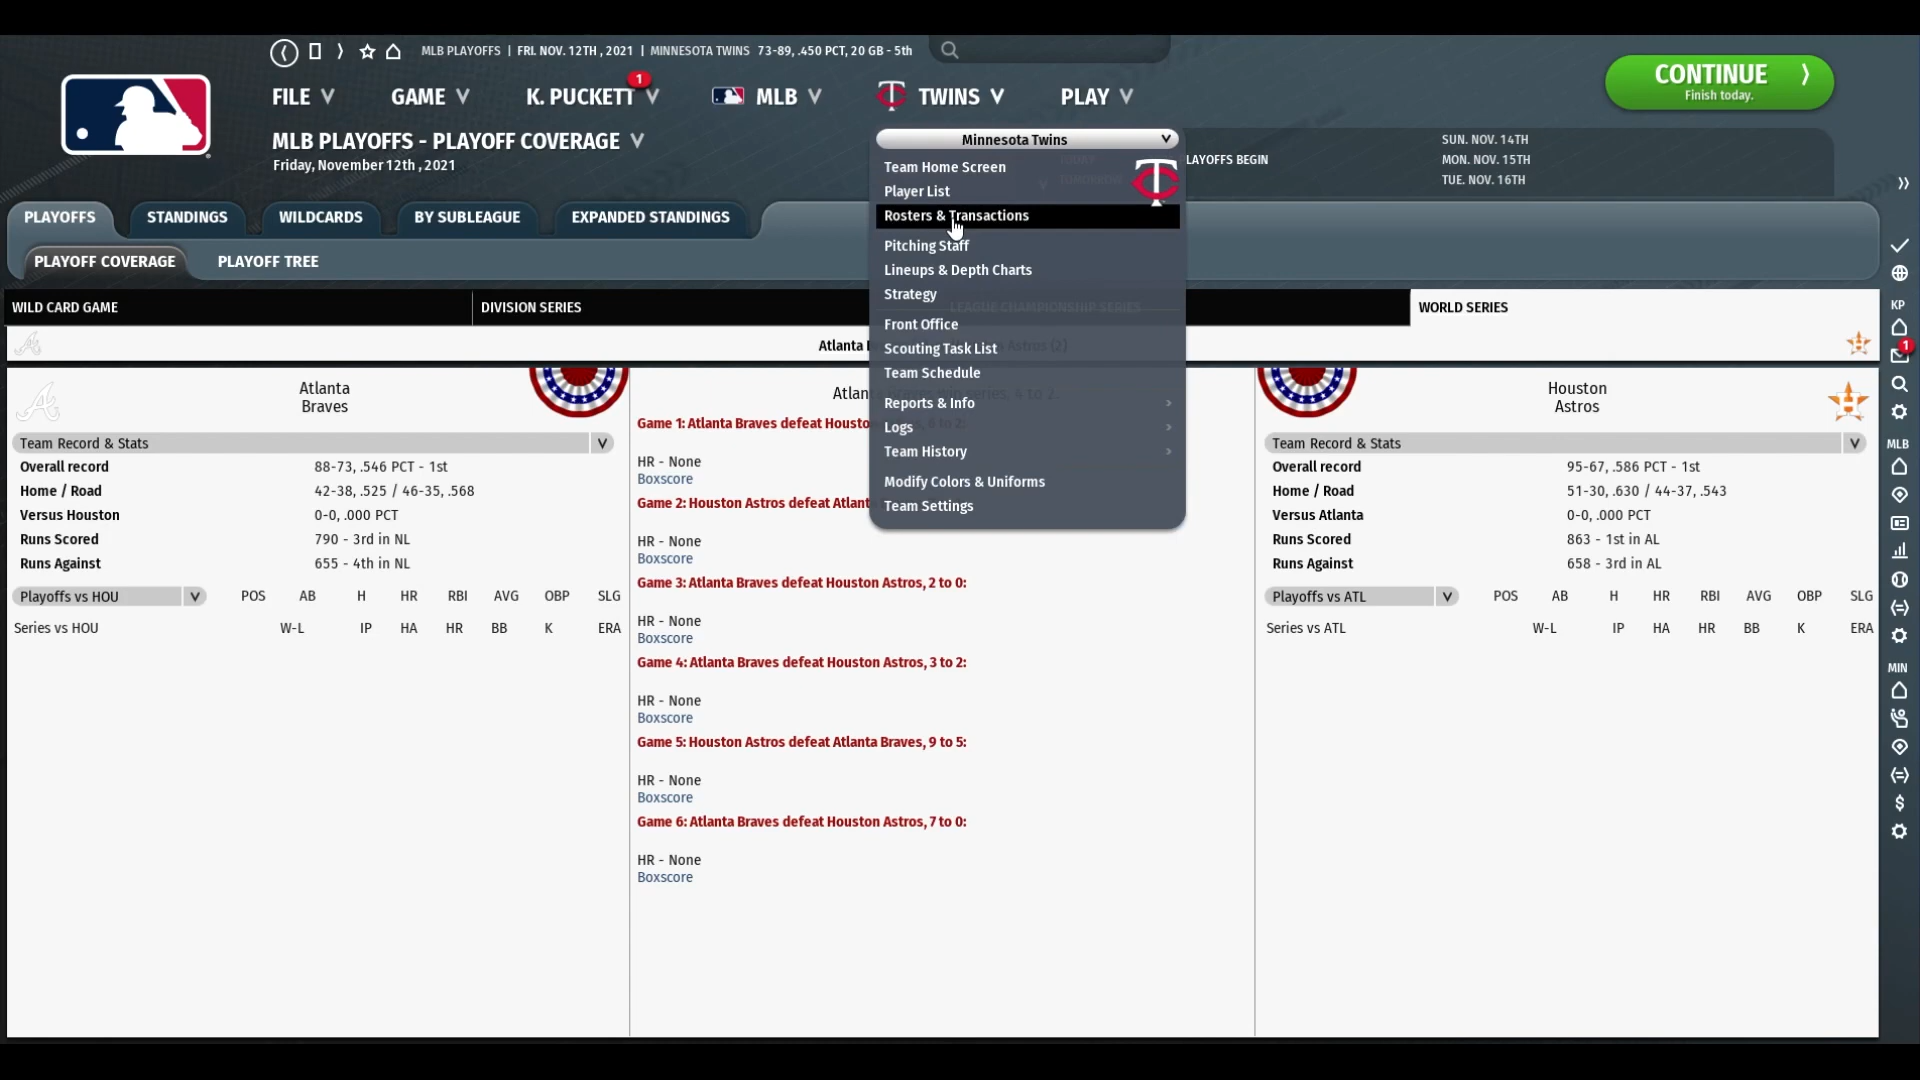 MLB PLAYOFFS | FRI. NOV. 12TH , 2021 | MINNESOTA TWINS 73-89, .450 PCT, 20 GB - 5th
FILE GAME K. PUCKETT 1 MLB TWINS PLAY
CONTINUE
Finish today.
MLB PLAYOFFS - PLAYOFF COVERAGE
Friday, November 12th , 2021
Minnesota Twins
Team Home Screen
Player List
Rosters & Transactions
Pitching Staff
Lineups & Depth Charts
Strategy
Front Office
Scouting Task List
Team Schedule
Reports & Info
Logs
Team History
Modify Colors & Uniforms
Team Settings
LAYOFFS BEGIN
SUN. NOV. 14TH
MON. NOV. 15TH
TUE. NOV. 16TH
PLAYOFFS STANDINGS WILDCARDS BY SUBLEAGUE EXPANDED STANDINGS
PLAYOFF COVERAGE PLAYOFF TREE
WILD CARD GAME DIVISION SERIES LEAGUE CHAMPIONSHIP SERIES WORLD SERIES
Atlanta Astros (2)
Atlanta
Braves
Team Record & Stats
Overall record 88-73, .546 PCT - 1st
Home / Road 42-38, .525 / 46-35, .568
Versus Houston 0-0, .000 PCT
Runs Scored 790 - 3rd in NL
Runs Against 655 - 4th in NL
Playoffs vs HOU POS AB H HR RBI AVG OBP SLG
Series vs HOU W-L IP HA HR BB K ERA
series, 4 to 2.
Game 1: Atlanta Braves defeat Housto
HR - None
Boxscore
Game 2: Houston Astros defeat Atlant
HR - None
Boxscore
Game 3: Atlanta Braves defeat Houston Astros, 2 to 0:
HR - None
Boxscore
Game 4: Atlanta Braves defeat Houston Astros, 3 to 2:
HR - None
Boxscore
Game 5: Houston Astros defeat Atlanta Braves, 9 to 5:
HR - None
Boxscore
Game 6: Atlanta Braves defeat Houston Astros, 7 to 0:
HR - None
Boxscore
Houston
Astros
Team Record & Stats
Overall record 95-67, .586 PCT - 1st
Home / Road 51-30, .630 / 44-37, .543
Versus Atlanta 0-0, .000 PCT
Runs Scored 863 - 1st in AL
Runs Against 658 - 3rd in AL
Playoffs vs ATL POS AB H HR RBI AVG OBP SLG
Series vs ATL W-L IP HA HR BB K ERA
KP
1
MLB
MIN